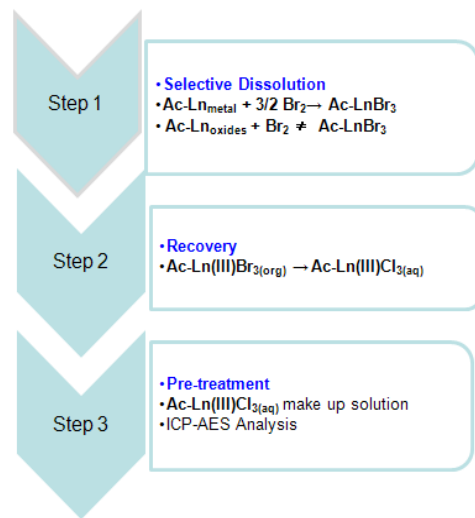 Step 1
•Selective Dissolution
•Ac-Lnmetal + 3/2 Br2→ Ac-LnBr3
•Ac-Lnoxides + Br2 ≠ Ac-LnBr3
Step 2
•Recovery
•Ac-Ln(III)Br3(org) →Ac-Ln(III)Cl3(aq)
Step 3
•Pre-treatment
•Ac-Ln(III)Cl3(aq) make up solution
•ICP-AES Analysis